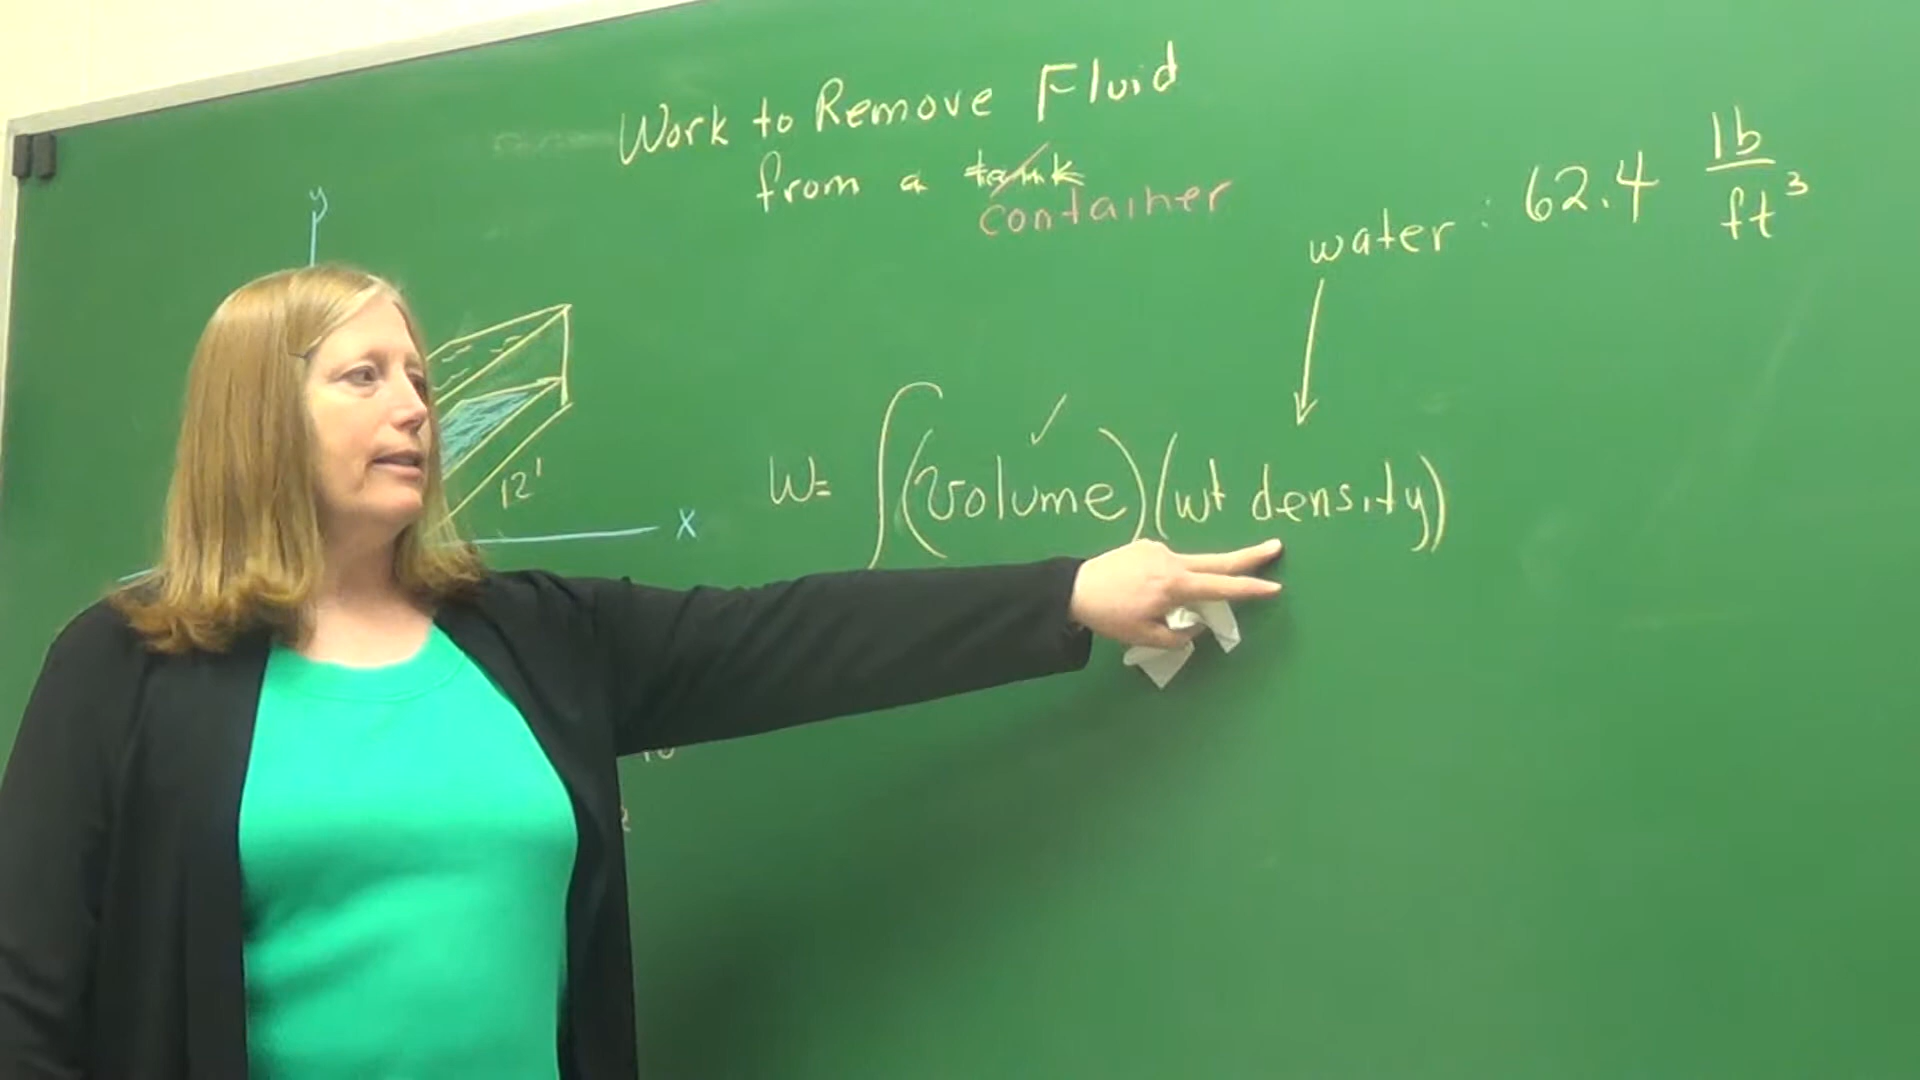 Work to Remove Fluid
from a tank
container
water : 62.4 lb/ft³
y
12'
x
W= ∫(volume)(wt density)